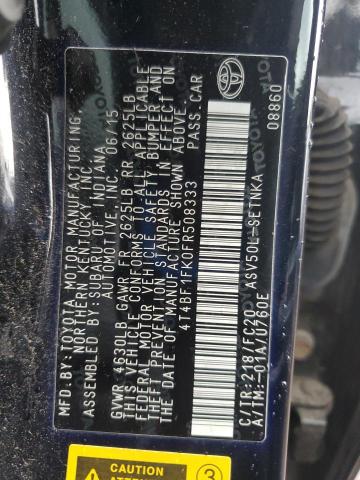 MFD.BY:TOYOTA MOTOR MANUFACTURING
NORTHERN KENTUCKY, INC.
ASSEMBLED BY:SUBARU OF INDIANA
AUTOMOTIVE, INC. 06/15
GVWR 4630LB GAWR FR 2625LB RR 2625LB
THIS VEHICLE CONFORMS TO ALL APPLICABLE
FEDERAL MOTOR VEHICLE SAFETY, BUMPER AND
THEFT PREVENTION STANDARDS IN EFFECT ON
THE DATE OF MANUFACTURE SHOWN ABOVE.
4T4BF1FK0FR508333 PASS.CAR
C/TR:218/FC20 ASV50L-SETNKA
A/TM:-01A/U760E 08860
TOYOTA
CAUTION
3